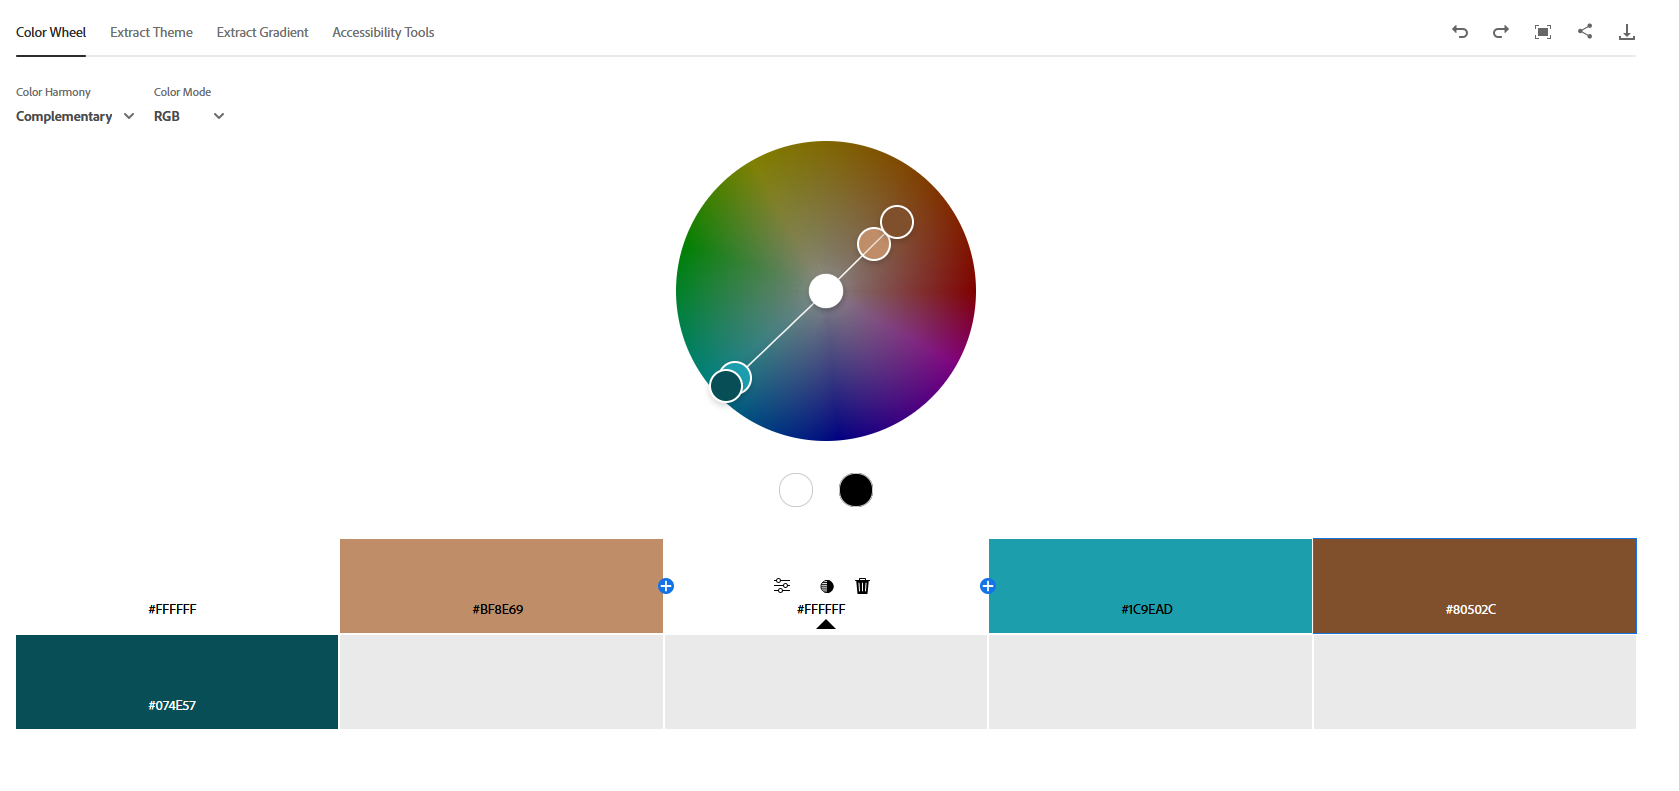 Color Wheel Extract Theme Extract Gradient Accessibility Tools
Color Harmony Color Mode
Complementary RGB
#FFFFFF #BF8E69 #FFFFFF #1C9EAD #80502C
#074E57